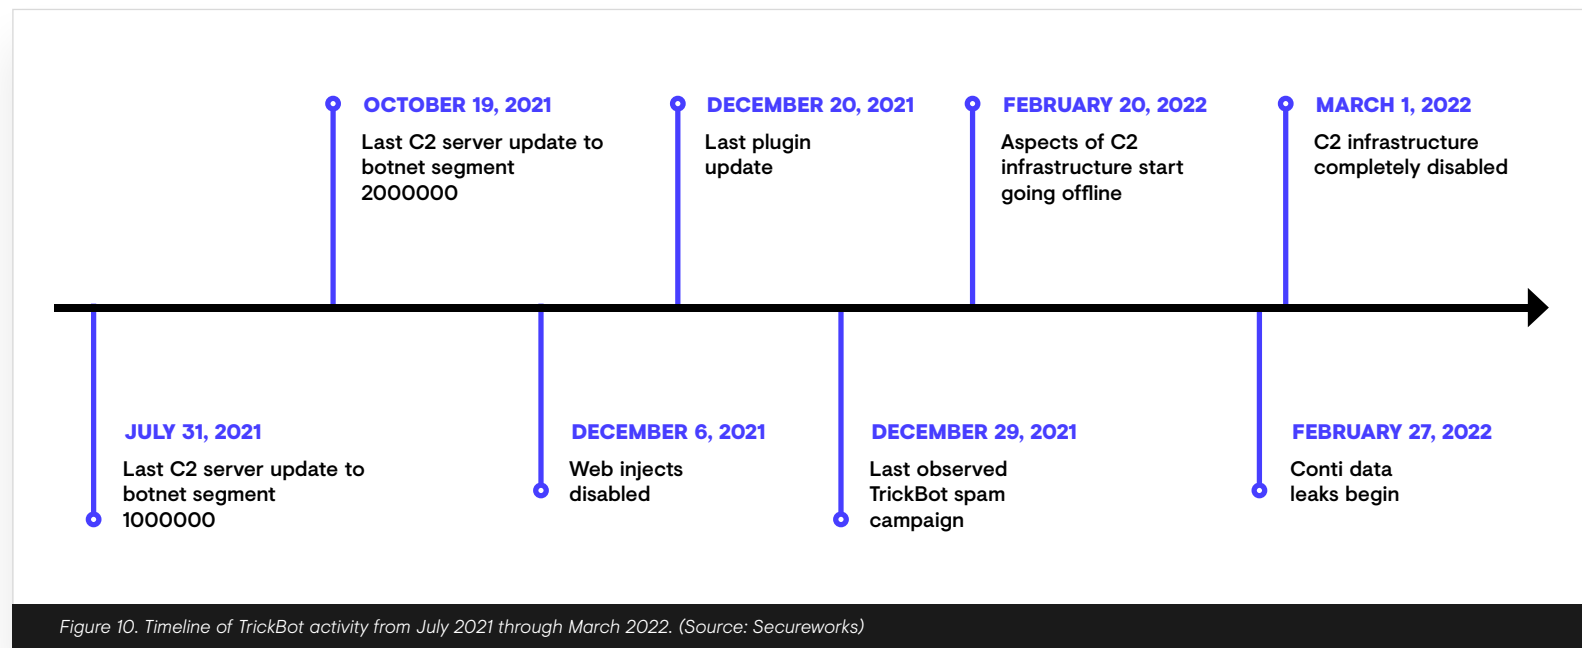 OCTOBER 19, 2021
Last C2 server update to
botnet segment
2000000
DECEMBER 20, 2021
Last plugin
update
FEBRUARY 20, 2022
Aspects of C2
infrastructure start
going offline
MARCH 1, 2022
C2 infrastructure
completely disabled
JULY 31, 2021
Last C2 server update to
botnet segment
1000000
DECEMBER 6, 2021
Web injects
disabled
DECEMBER 29, 2021
Last observed
TrickBot spam
campaign
FEBRUARY 27, 2022
Conti data
leaks begin
Figure 10. Timeline of TrickBot activity from July 2021 through March 2022. (Source: Secureworks)